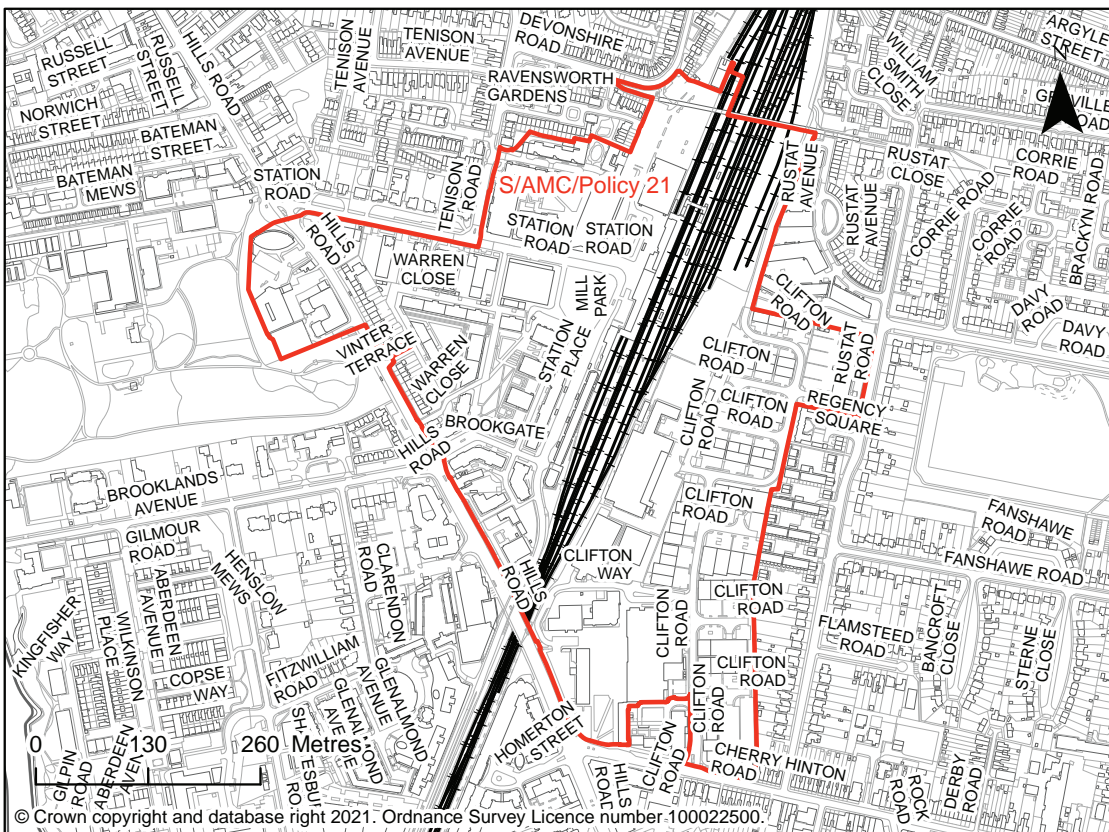 RUSSELL
STREET
RUSSELL
STREET
HILLS ROAD
TENISON
AVENUE
TENISON
AVENUE
DEVONSHIRE
ROAD
RAVENSWORTH
GARDENS
WILLIAM
SMITH
CLOSE
ARGYLE
STREET
ROAD
NORWICH
STREET
BATEMAN
STREET
BATEMAN
MEWS
STATION
ROAD
TENISON
ROAD
S/AMC/Policy 21
STATION
ROAD
STATION
ROAD
RUSTAT
AVENUE
RUSTAT
CLOSE
RUSTAT
AVENUE
CORRIE
ROAD
CORRIE ROAD
CORRIE
ROAD
BRACKYN ROAD
HILLS
ROAD
WARREN
CLOSE
MILL
PARK
STATION
PLACE
CLIFTON
ROAD
DAVY
ROAD
DAVY
ROAD
VINTER
TERRACE
WARREN
CLOSE
CLIFTON
ROAD
RUSTAT
ROAD
CLIFTON
ROAD
CLIFTON
ROAD
REGENCY
SQUARE
HILLS
ROAD
BROOKGATE
BROOKLANDS
AVENUE
GILMOUR
ROAD
ABERDEEN
AVENUE
HENSLOW
MEWS
CLARENDON
ROAD
CLIFTON
ROAD
FANSHAWE
ROAD
FANSHAWE ROAD
KINGFISHER
WAY
WILKINSON
PLACE
COPSE
WAY
FITZWILLIAM
ROAD
GLENALMOND
AVENUE
GLENALMOND
AVENUE
HILLS
ROAD
CLIFTON
WAY
CLIFTON
ROAD
CLIFTON
ROAD
FLAMSTEED
ROAD
BANCROFT
CLOSE
STERNE
CLOSE
CLIFTON
ROAD
CLIFTON
ROAD
HOMERTON
STREET
HILLS
ROAD
CLIFTON
ROAD
CHERRY HINTON
ROAD
ROCK
ROAD
DERBY
ROAD
GILPIN
ROAD
ABERDEEN
AVENUE
0 130 260 Metres
© Crown copyright and database right 2021. Ordnance Survey Licence number 100022500.